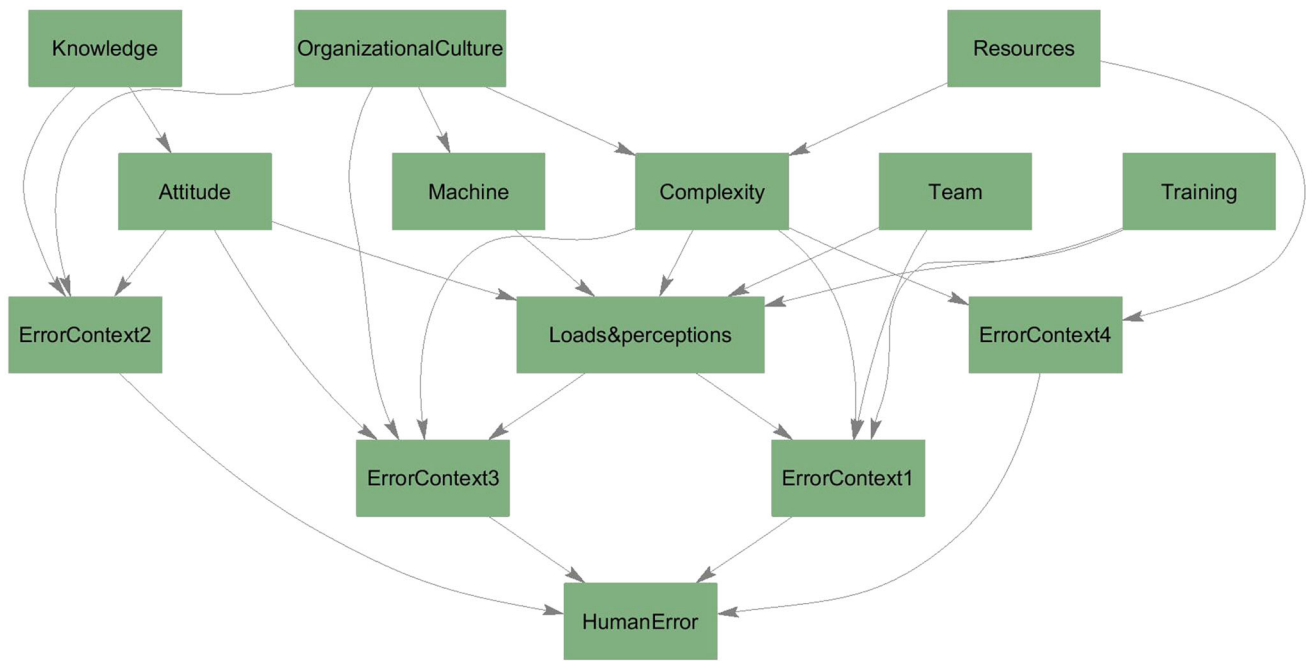 Knowledge
OrganizationalCulture
Resources
Attitude
Machine
Complexity
Team
Training
ErrorContext2
Loads&perceptions
ErrorContext4
ErrorContext3
ErrorContext1
HumanError